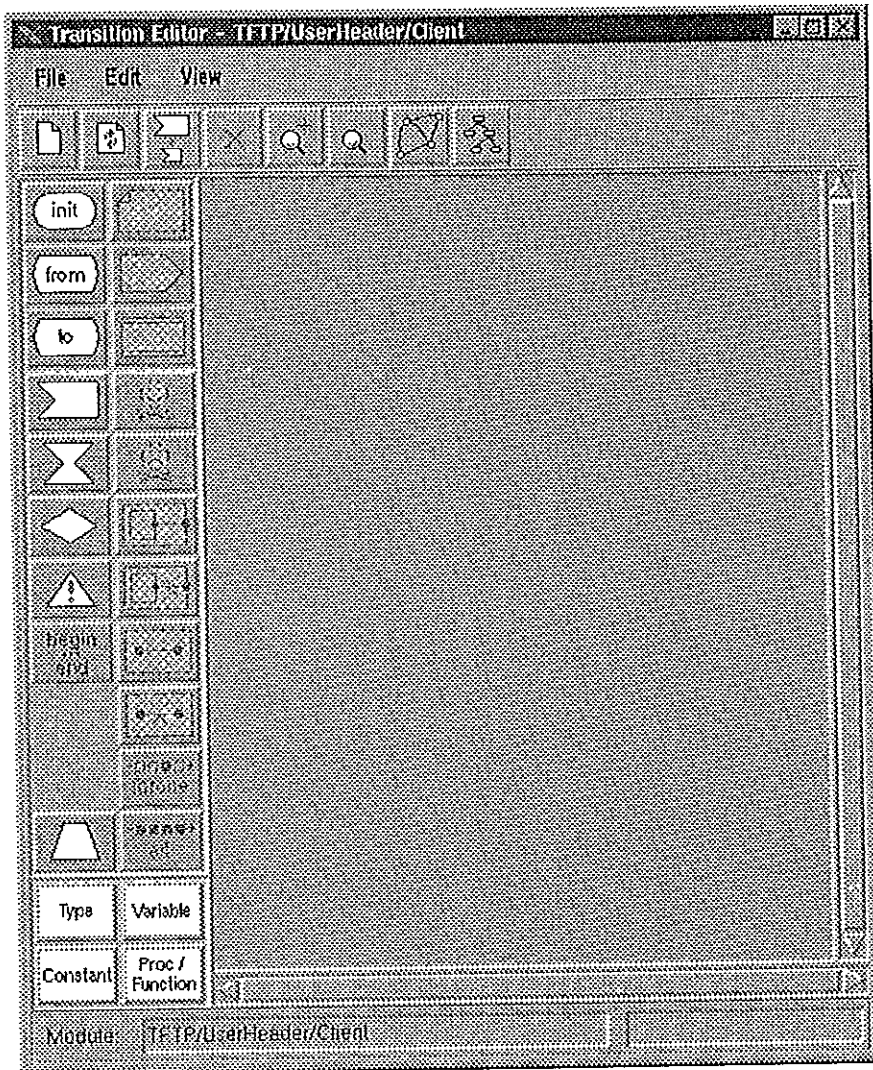 Transition Editor - TFTP/UserHeader/Client
File Edit View
init
from
to
begin
end
Type Variable
Constant Proc /
Function
Module: TFTP/UserHeader/Client